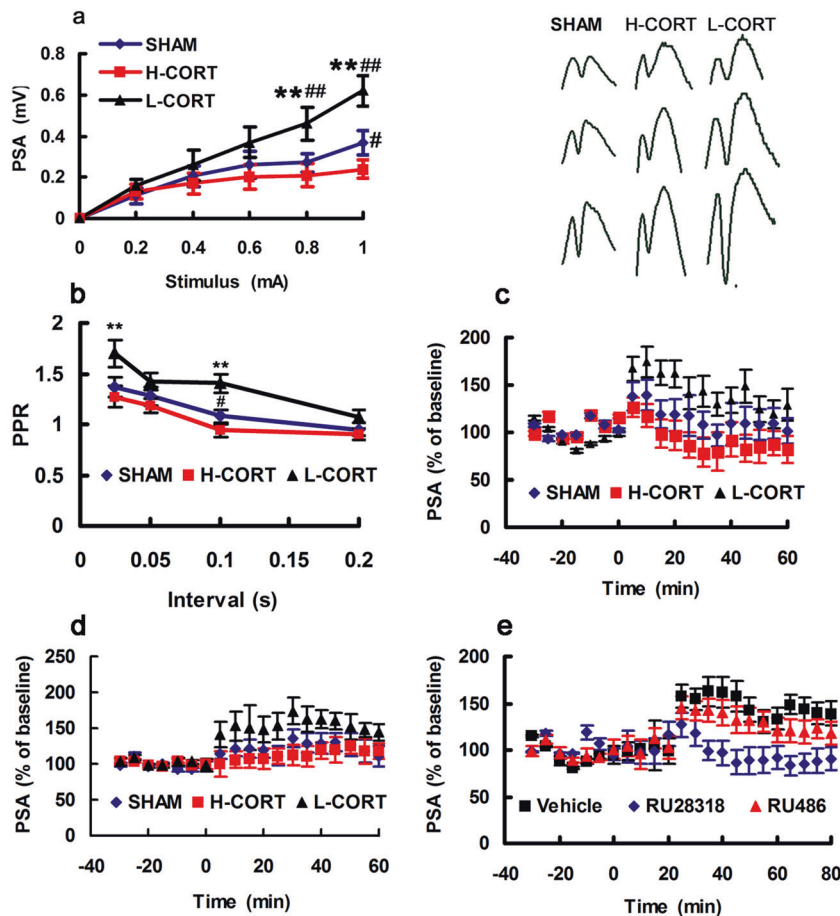 a
SHAM
H-CORT
L-CORT
PSA (mV)
0.8
0.6
0.4
0.2
0
**##
**##
#
0 0.2 0.4 0.6 0.8 1
Stimulus (mA)
SHAM H-CORT L-CORT
b
PPR
2
1.5
1
0.5
0
**
**
#
SHAM H-CORT L-CORT
0 0.05 0.1 0.15 0.2
Interval (s)
c
PSA (% of baseline)
200
150
100
50
0
SHAM H-CORT L-CORT
-40 -20 0 20 40 60
Time (min)
d
PSA (% of baseline)
250
200
150
100
50
0
SHAM H-CORT L-CORT
-40 -20 0 20 40 60
Time (min)
e
PSA (% of baseline)
200
150
100
50
0
Vehicle RU28318 RU486
-40 -20 0 20 40 60 80
Time (min)